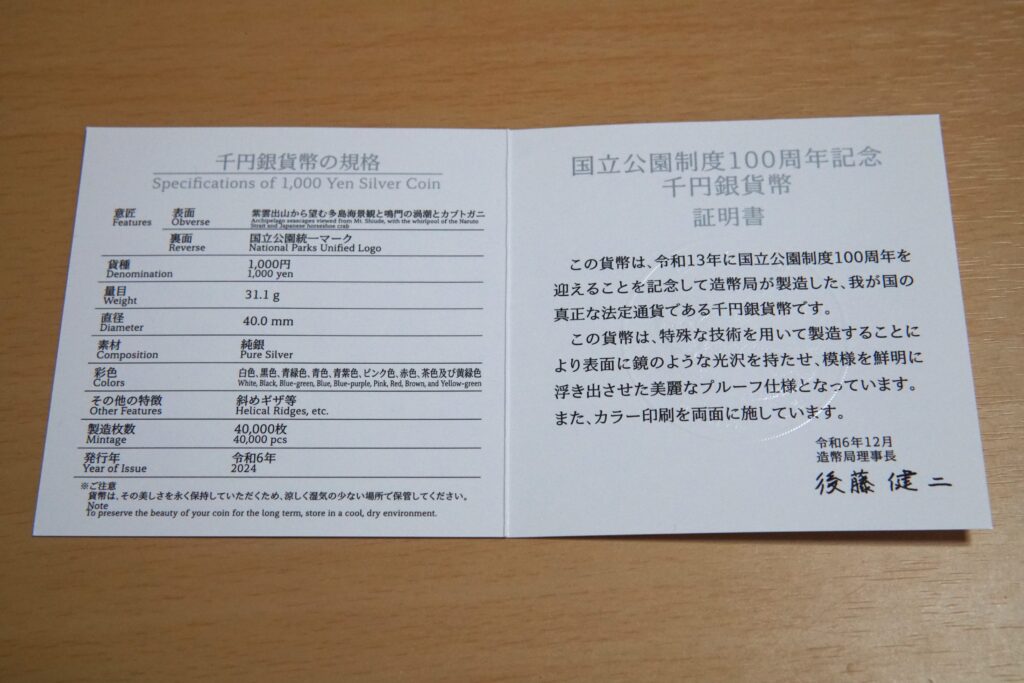 千円銀貨幣の規格
Specifications of 1,000 Yen Silver Coin
意匠 表面 紫雲出山から望む多島海景観と鳴門の渦潮とカブトガニ
Features Obverse Archipelago seascapes viewed from Mt. Shiude, with the whirlpool of the Naruto
Strait and Japanese horseshoe crab
裏面 国立公園統一マーク
Reverse National Parks Unified Logo
貨種 1,000円
Denomination 1,000 yen
量目 31.1 g
Weight
直径 40.0 mm
Diameter
素材 純銀
Composition Pure Silver
彩色 白色、黒色、青緑色、青色、青紫色、ピンク色、赤色、茶色及び黄緑色
Colors White, Black, Blue-green, Blue, Blue-purple, Pink, Red, Brown, and Yellow-green
その他の特徴 斜めギザ等
Other Features Helical Ridges, etc.
製造枚数 40,000枚
Mintage 40,000 pcs
発行年 令和6年
Year of Issue 2024
※ご注意
貨幣は、その美しさを永く保持していただくため、涼しく湿気の少ない場所で保管してください。
Note
To preserve the beauty of your coin for the long term, store in a cool, dry environment.
国立公園制度100周年記念
千円銀貨幣
証明書
この貨幣は、令和13年に国立公園制度100周年を
迎えることを記念して造幣局が製造した、我が国の
真正な法定通貨である千円銀貨幣です。
この貨幣は、特殊な技術を用いて製造することに
より表面に鏡のような光沢を持たせ、模様を鮮明に
浮き出させた美麗なプルーフ仕様となっています。
また、カラー印刷を両面に施しています。
令和6年12月
造幣局理事長
後藤健二